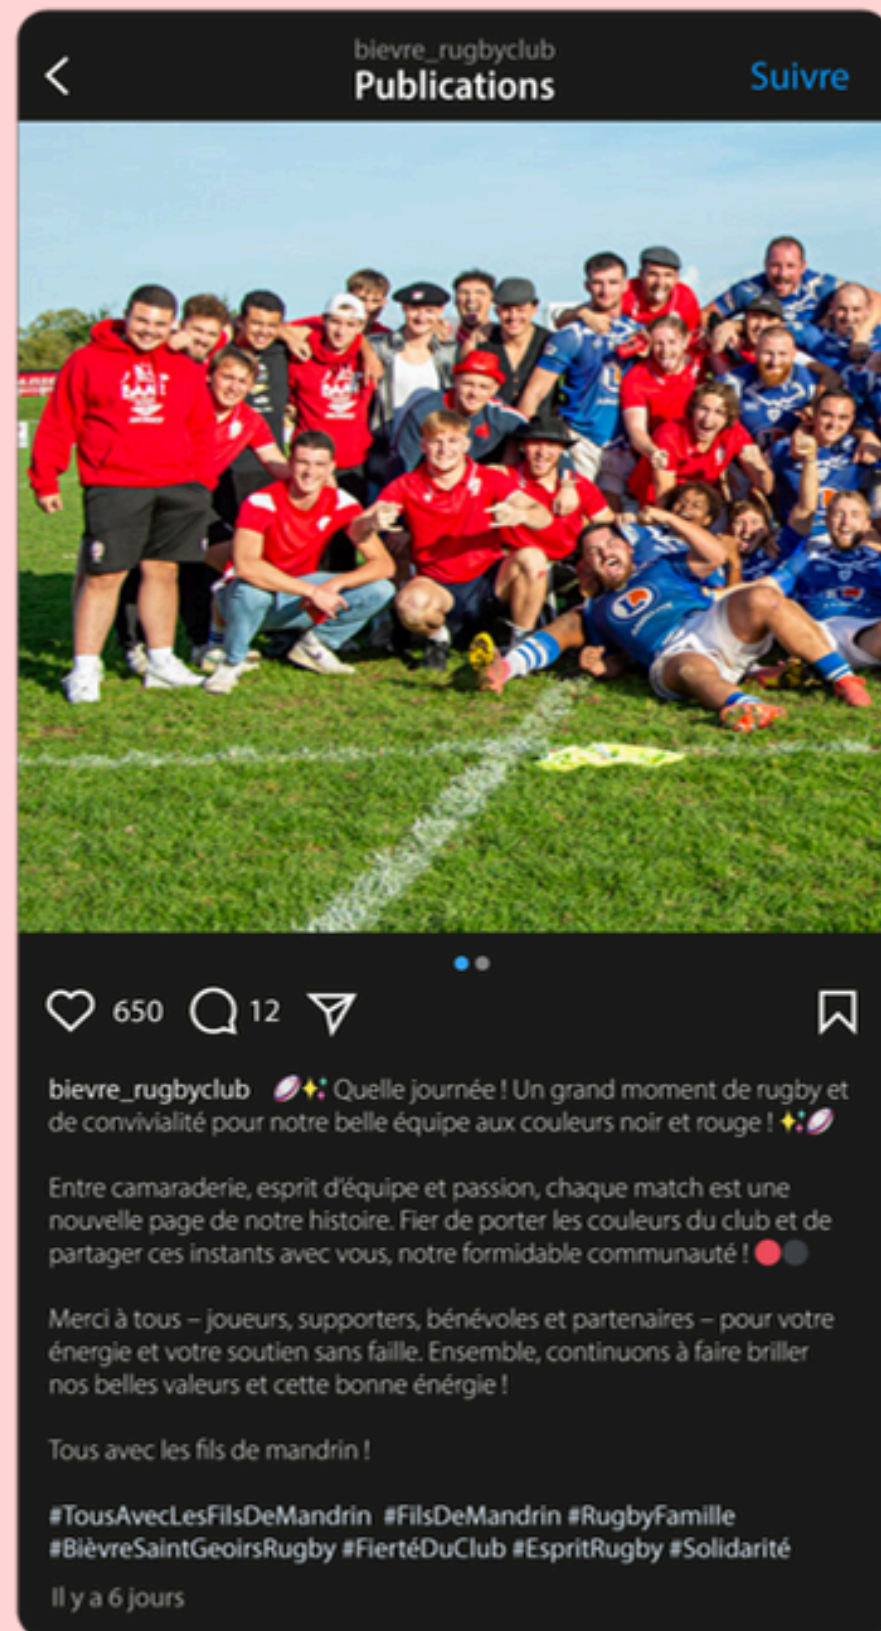 bievre_rugbyclub
Publications
Suivre
650
12
bievre_rugbyclub 🏉✨ Quelle journée ! Un grand moment de rugby et
de convivialité pour notre belle équipe aux couleurs noir et rouge ! ✨🏉
Entre camaraderie, esprit d'équipe et passion, chaque match est une
nouvelle page de notre histoire. Fier de porter les couleurs du club et de
partager ces instants avec vous, notre formidable communauté ! 🔴⚫
Merci à tous – joueurs, supporters, bénévoles et partenaires – pour votre
énergie et votre soutien sans faille. Ensemble, continuons à faire briller
nos belles valeurs et cette bonne énérgie !
Tous avec les fils de mandrin !
#TousAvecLesFilsDeMandrin #FilsDeMandrin #RugbyFamille
#BièvreSaintGeoirsRugby #FiertéDuClub #EspritRugby #Solidarité
Il y a 6 jours